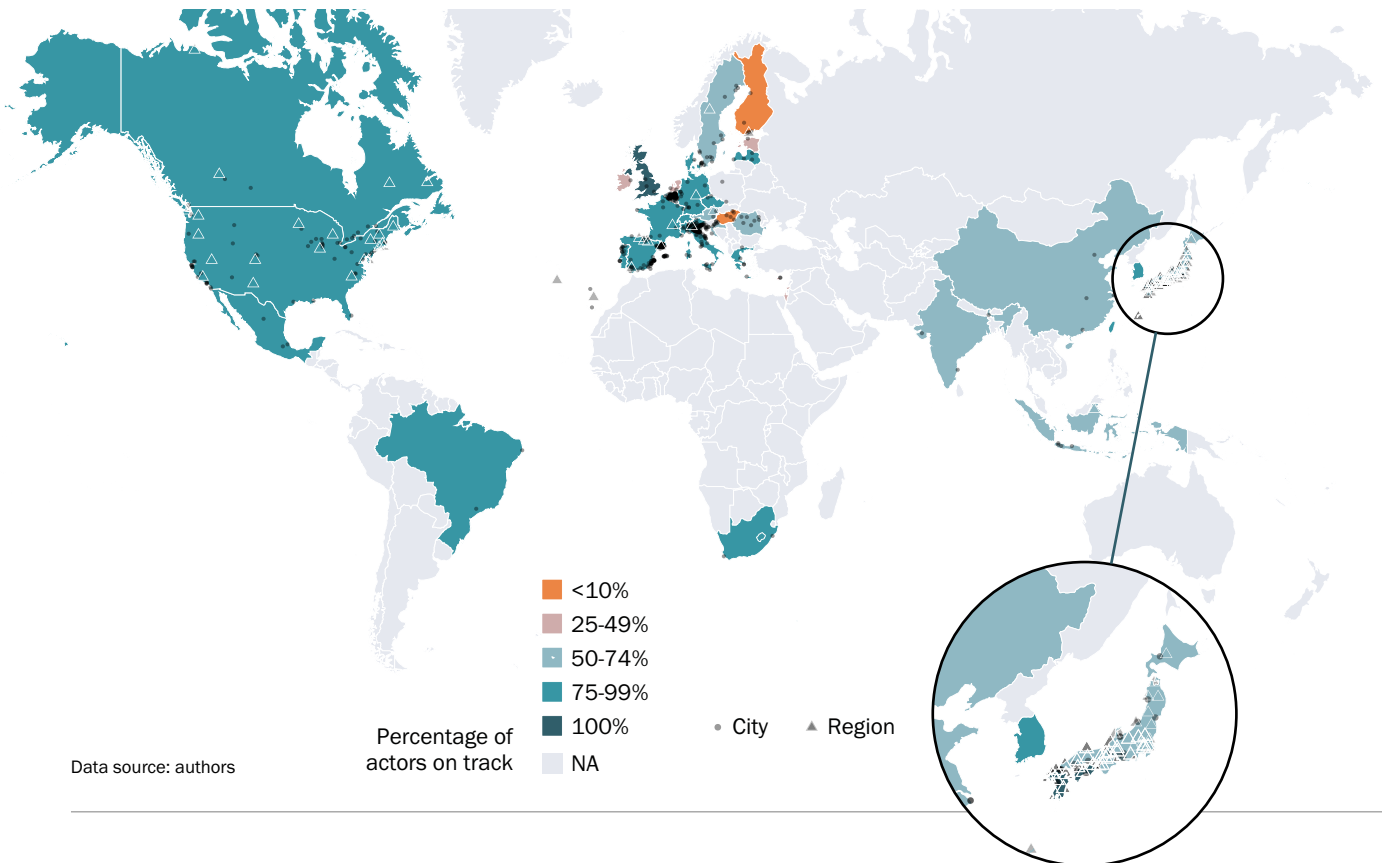 <10%
25-49%
50-74%
75-99%
100%
NA
Percentage of
actors on track
City
Region
Data source: authors